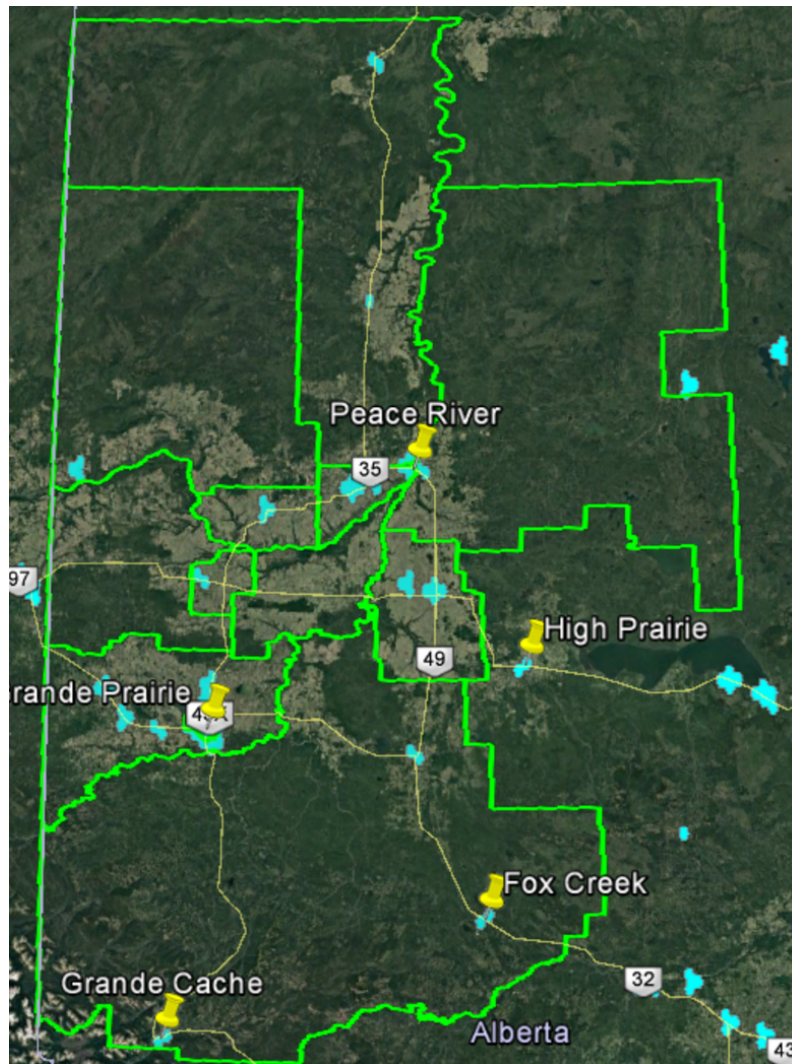 Peace River
35
97
High Prairie
49
rande Prairie
Fox Creek
Grande Cache
32
Alberta
43